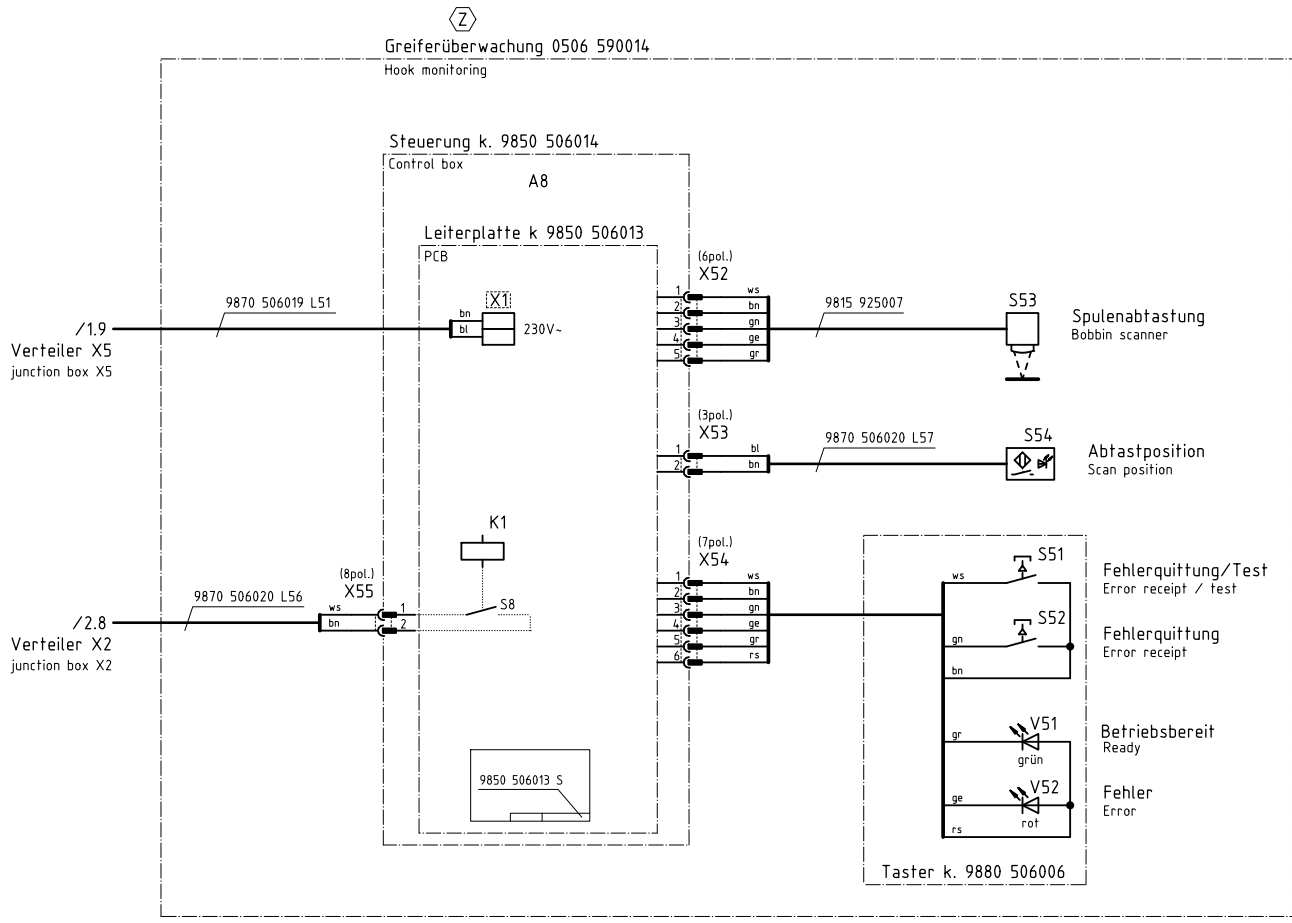 Z
Greiferüberwachung 0506 590014
Hook monitoring
Steuerung k. 9850 506014
Control box
A8
Leiterplatte k 9850 506013
PCB
/1.9
Verteiler X5
junction box X5
9870 506019 L51
bn
bl
X1
230V~
(6pol.)
X52
1 ws
2 bn
3 gn
4 ge
5 gr
9815 925007
S53
Spulenabtastung
Bobbin scanner
(3pol.)
X53
1 bl
2 bn
9870 506020 L57
S54
Abtastposition
Scan position
/2.8
Verteiler X2
junction box X2
9870 506020 L56
(8pol.)
X55
ws 1
bn 2
K1
S8
(7pol.)
X54
1 ws
2 bn
3 gn
4 ge
5 gr
6 rs
ws
S51
Fehlerquittung/Test
Error receipt / test
gn
S52
Fehlerquittung
Error receipt
bn
gr
V51
grün
Betriebsbereit
Ready
ge
V52
rot
Fehler
Error
rs
Taster k. 9880 506006
9850 506013 S